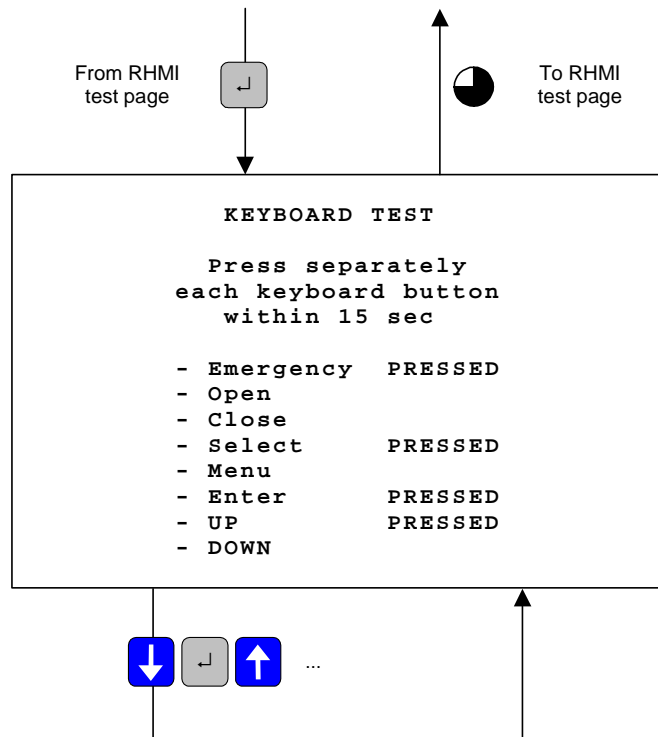 From RHMI
test page
↵
To RHMI
test page
KEYBOARD TEST
Press separately
each keyboard button
within 15 sec
- Emergency PRESSED
- Open
- Close
- Select PRESSED
- Menu
- Enter PRESSED
- UP PRESSED
- DOWN
↓ ↵ ↑ ...